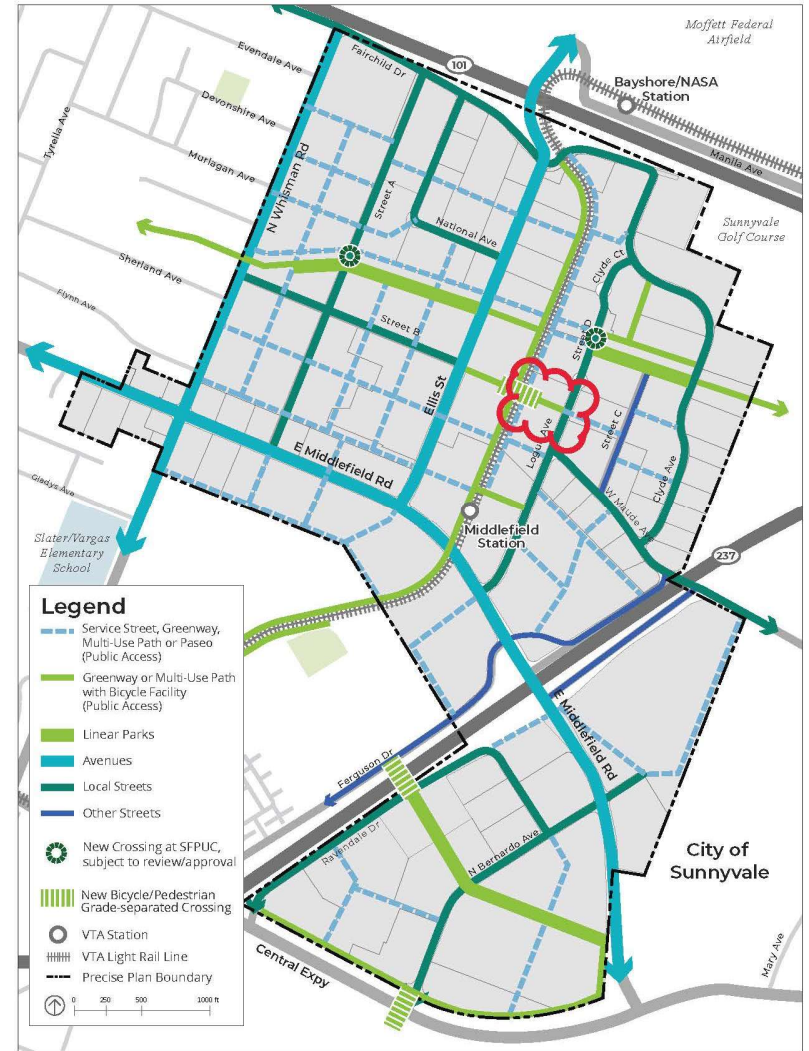 Moffett Federal
Airfield
101
Evendale Ave
Fairchild Dr
Bayshore/NASA
Station
Devonshire Ave
Tyrella Ave
Manila Ave
Murlagan Ave
N Whisman Rd
Street A
National Ave
Sunnyvale
Golf Course
Sherland Ave
Clyde Ct
Flynn Ave
Street B
Street D
Ellis St
Street C
Clyde Ave
E Middlefield Rd
W Maude Ave
Gladys Ave
Middlefield
Station
237
Slater/Vargas
Elementary
School
Legend
Service Street, Greenway,
Multi-Use Path or Paseo
(Public Access)
Greenway or Multi-Use Path
with Bicycle Facility
(Public Access)
Linear Parks
Avenues
Local Streets
Other Streets
New Crossing at SFPUC,
subject to review/approval
New Bicycle/Pedestrian
Grade-separated Crossing
VTA Station
VTA Light Rail Line
Precise Plan Boundary
0 250 500 1000 ft
E Middlefield Rd
Ferguson Dr
Ravendale Dr
N Bernardo Ave
City of
Sunnyvale
Central Expy
Mary Ave